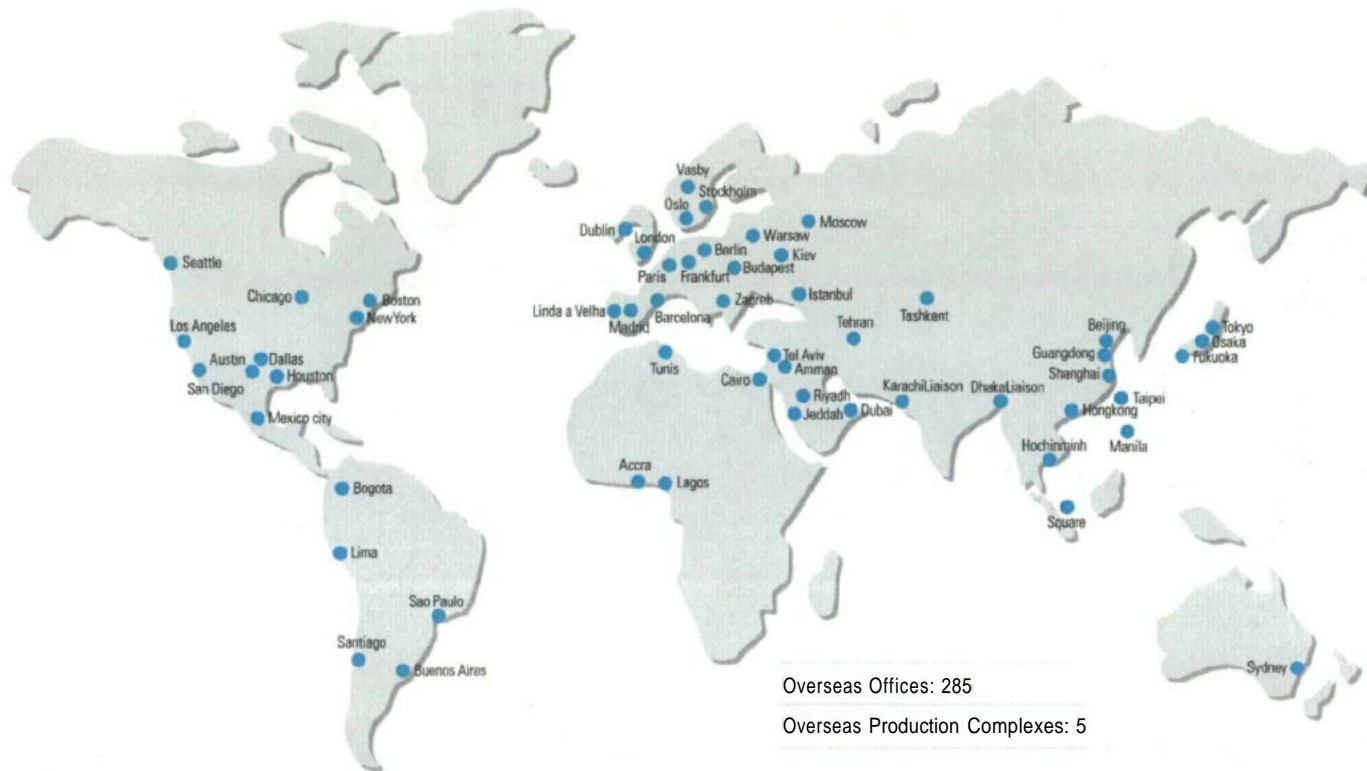 Vasby
Stockholm
Oslo
Dublin
London
Moscow
Warsaw
Berlin
Kiev
Paris
Frankfurt
Budapest
Seattle
Chicago
Boston
NewYork
Linda a Velha
Madrid
Barcelona
Zagreb
Istanbul
Tashkent
Los Angeles
Austin
Dallas
San Diego
Houston
Mexico city
Tunis
Tehran
Tel Aviv
Amman
Cairo
Riyadh
Jeddah
Dubai
KarachiLiaison
DhakaLiaison
Beijing
Guangdong
Shanghai
Tokyo
Osaka
Fukuoka
Taipei
Hongkong
Manila
Hochinminh
Square
Accra
Lagos
Bogota
Lima
Sao Paulo
Santiago
Buenos Aires
Sydney
Overseas Offices: 285
Overseas Production Complexes: 5